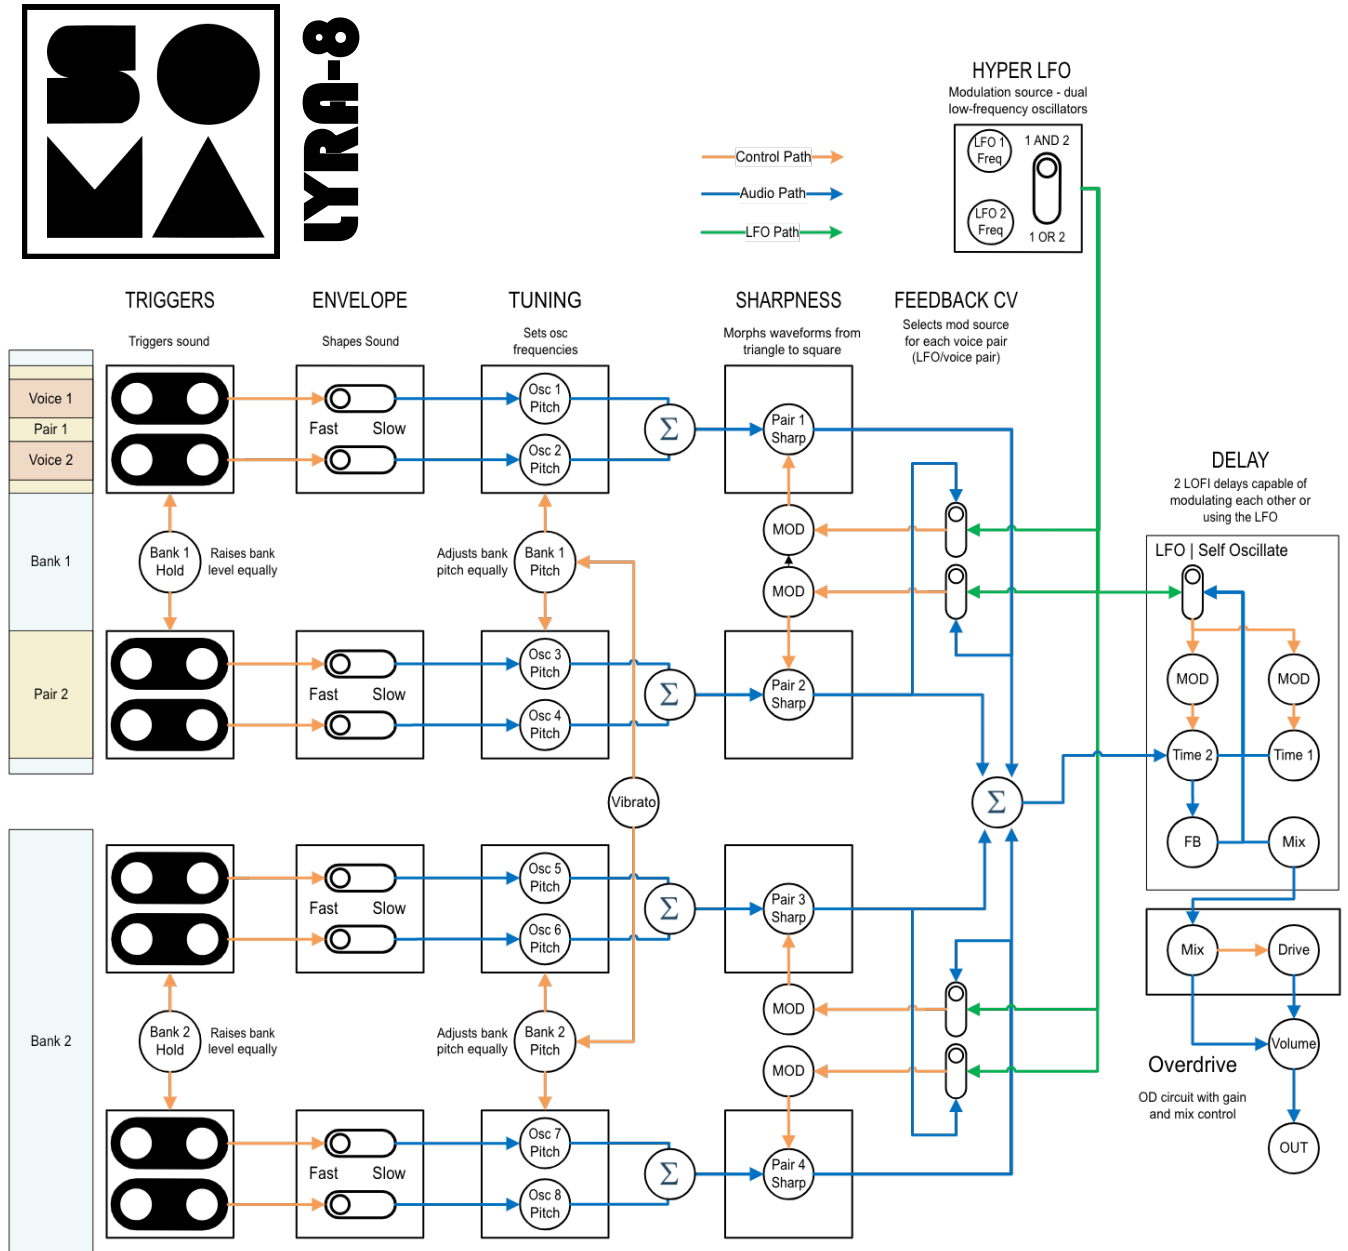 SOMA
LYRA-8
HYPER LFO
Modulation source - dual
low-frequency oscillators
LFO 1
Freq
1 AND 2
LFO 2
Freq
1 OR 2
Control Path
Audio Path
LFO Path
TRIGGERS
Triggers sound
ENVELOPE
Shapes Sound
TUNING
Sets osc
frequencies
SHARPNESS
Morphs waveforms from
triangle to square
FEEDBACK CV
Selects mod source
for each voice pair
(LFO/voice pair)
Voice 1
Pair 1
Voice 2
Bank 1
Pair 2
Bank 2
Fast Slow
Osc 1
Pitch
Osc 2
Pitch
Σ
Pair 1
Sharp
Bank 1
Hold
Raises bank
level equally
Adjusts bank
pitch equally
Bank 1
Pitch
MOD
MOD
Fast Slow
Osc 3
Pitch
Osc 4
Pitch
Σ
Pair 2
Sharp
Vibrato
Σ
Fast Slow
Osc 5
Pitch
Osc 6
Pitch
Σ
Pair 3
Sharp
Bank 2
Hold
Raises bank
level equally
Adjusts bank
pitch equally
Bank 2
Pitch
MOD
MOD
Fast Slow
Osc 7
Pitch
Osc 8
Pitch
Σ
Pair 4
Sharp
DELAY
2 LOFI delays capable of
modulating each other or
using the LFO
LFO | Self Oscillate
MOD
MOD
Time 2
Time 1
FB
Mix
Mix
Drive
Volume
Overdrive
OD circuit with gain
and mix control
OUT